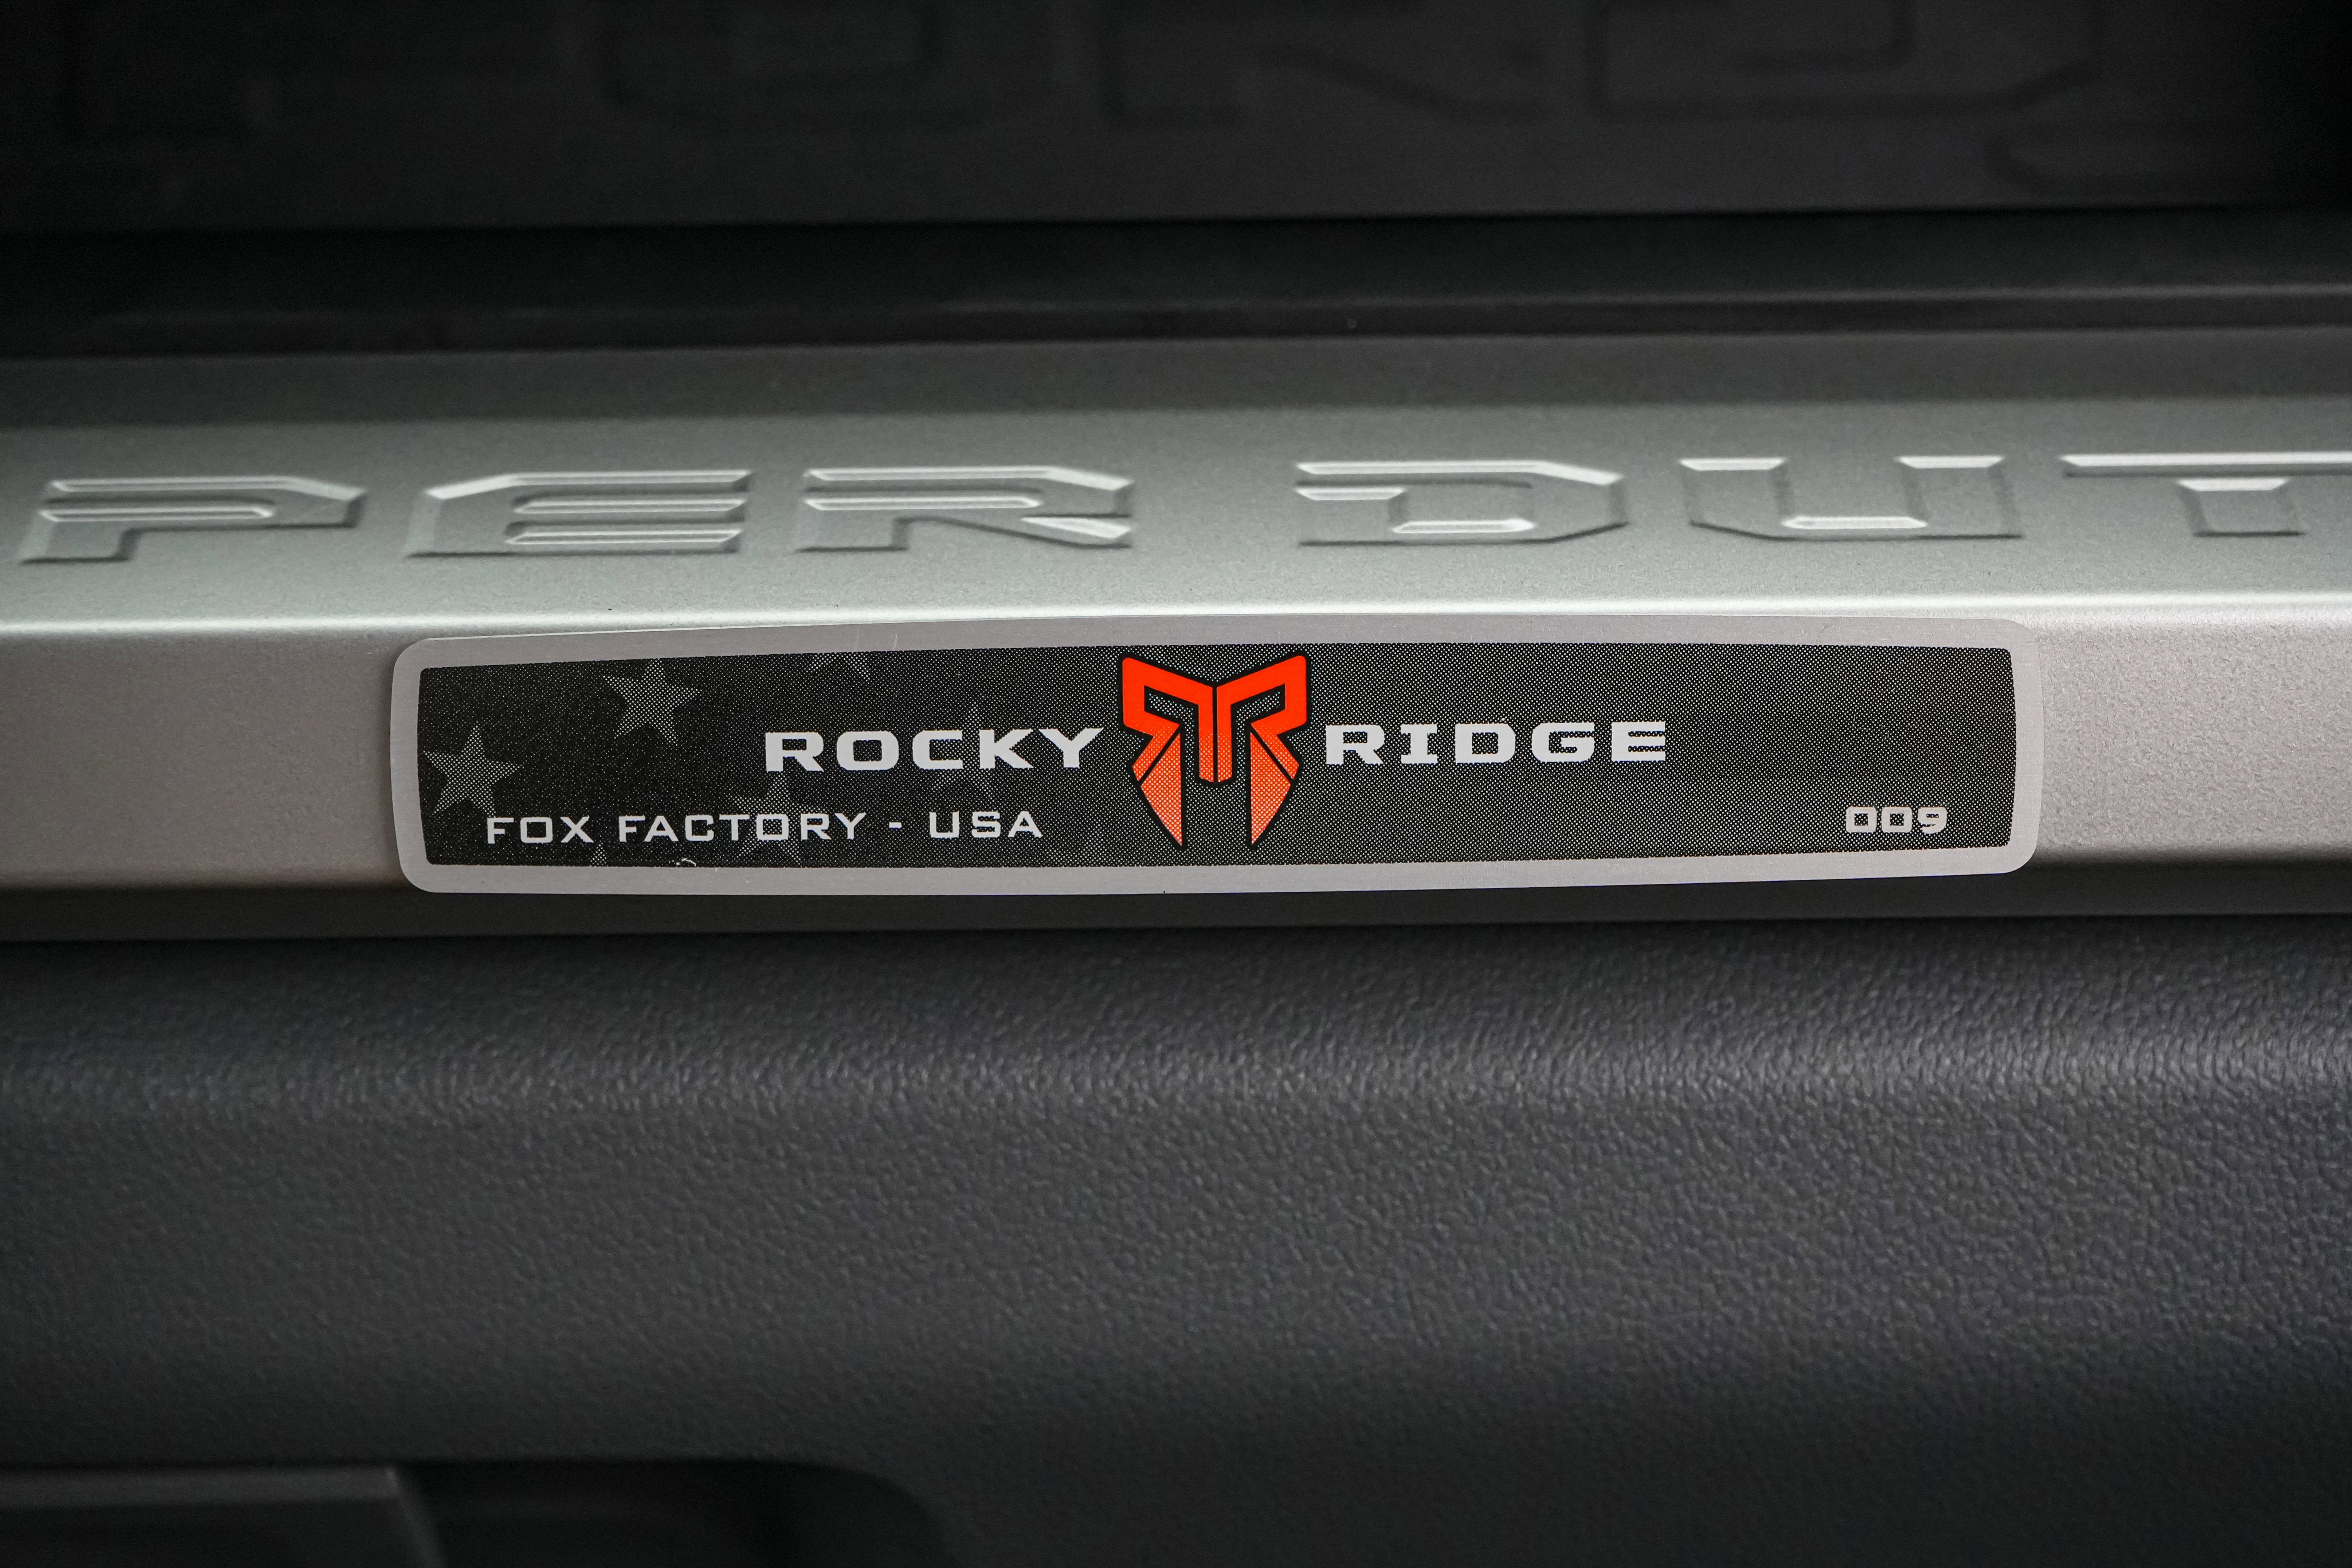 PER DUT
ROCKY RIDGE
FOX FACTORY - USA
009